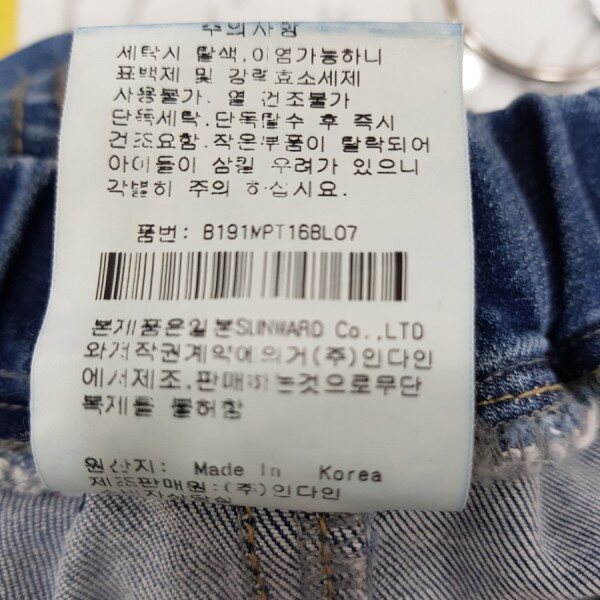 주의사항
세탁시 탈색,이염가능하니
표백제 및 강력효소세제
사용불가. 열 건조불가
단독세탁.단독탈수 후 즉시
건조요함.작은부품이 탈락되어
아이들이 삼킬 우려가 있으니
각별히 주의 하십시요.
품번: B191MPT16BL07
본제품은일본SUNWARD Co.,LTD
와저작권계약에의거(주)인다인
에서제조,판매하는것으로무단
복제를 불허함
원산지: Made In Korea
제조판매원:(주)인다인